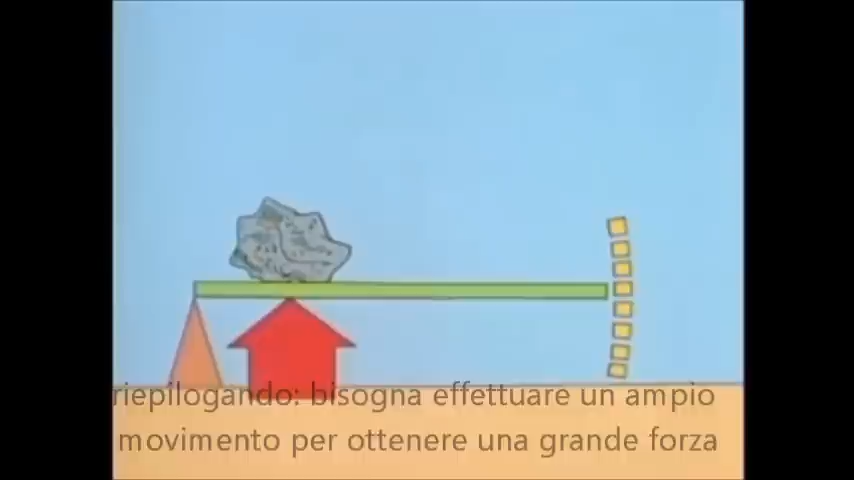 riepilogando: bisogna effettuare un ampio
movimento per ottenere una grande forza